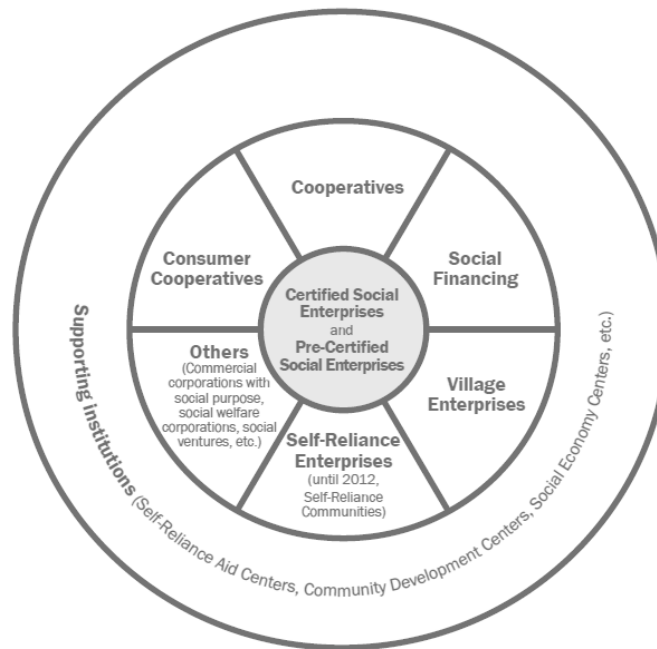 Cooperatives
Social
Financing
Village
Enterprises
Self-Reliance
Enterprises
(until 2012,
Self-Reliance
Communities)
Others
(Commercial
corporations with
social purpose,
social welfare
corporations, social
ventures, etc.)
Consumer
Cooperatives
Certified Social
Enterprises
and
Pre-Certified
Social Enterprises
Supporting institutions (Self-Reliance Aid Centers, Community Development Centers, Social Economy Centers, etc.)